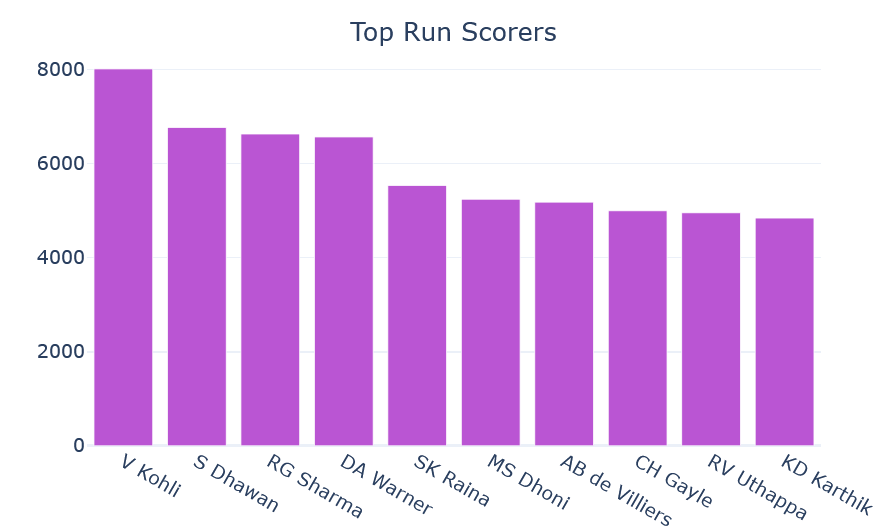 Top Run Scorers
8000
6000
4000
2000
0
V Kohli
S Dhawan
RG Sharma
DA Warner
SK Raina
MS Dhoni
AB de Villiers
CH Gayle
RV Uthappa
KD Karthik